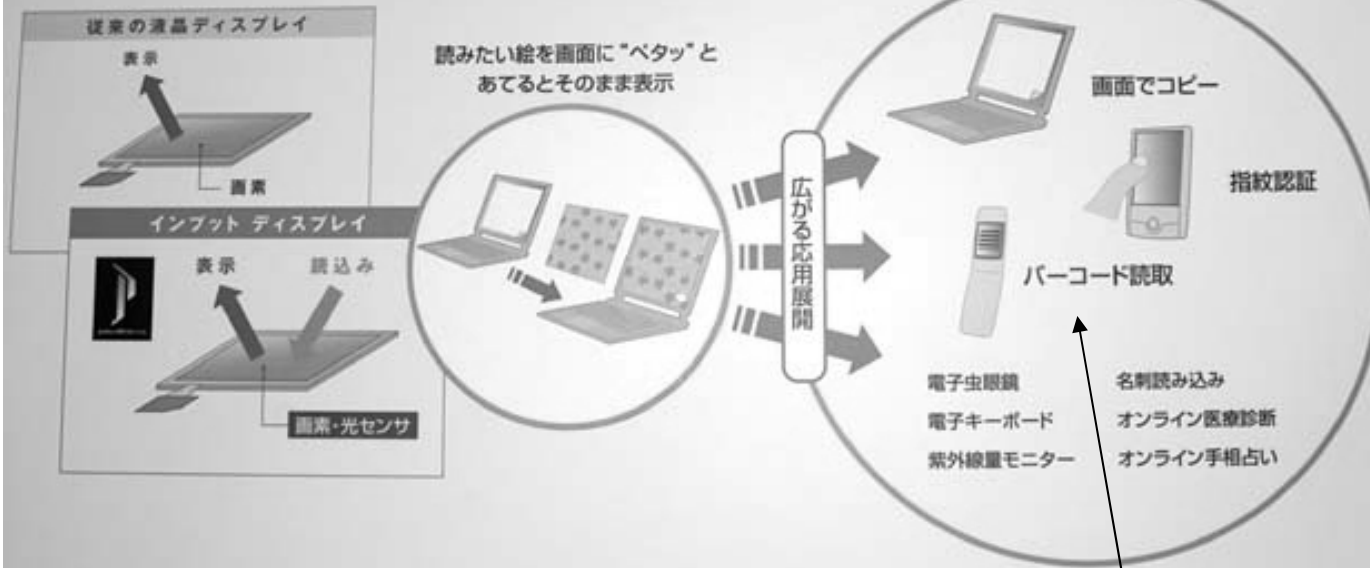 従来の液晶ディスプレイ
表示
画素
インプット ディスプレイ
表示
読込み
画素・光センサ
読みたい絵を画面に“ペタッ”と
あてるとそのまま表示
広がる応用展開
画面でコピー
指紋認証
バーコード読取
電子虫眼鏡
名刺読み込み
電子キーボード
オンライン医療診断
紫外線量モニター
オンライン手相占い